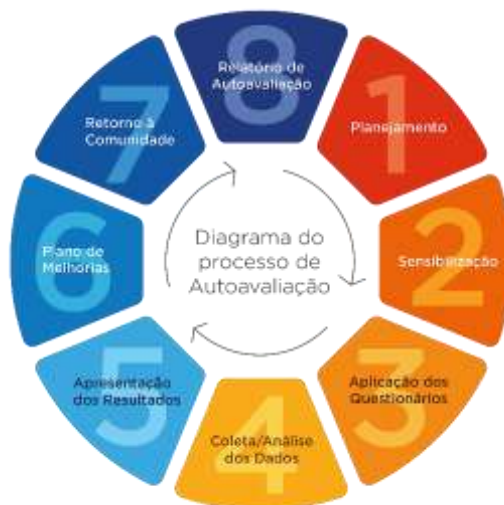 Diagrama do
processo de
Autoavaliação
1
Planejamento
2
Sensibilização
3
Aplicação dos
Questionários
4
Coleta/Análise
dos Dados
5
Apresentação
dos Resultados
6
Plano de
Melhorias
7
Retorno à
Comunidade
8
Relatório de
Autoavaliação